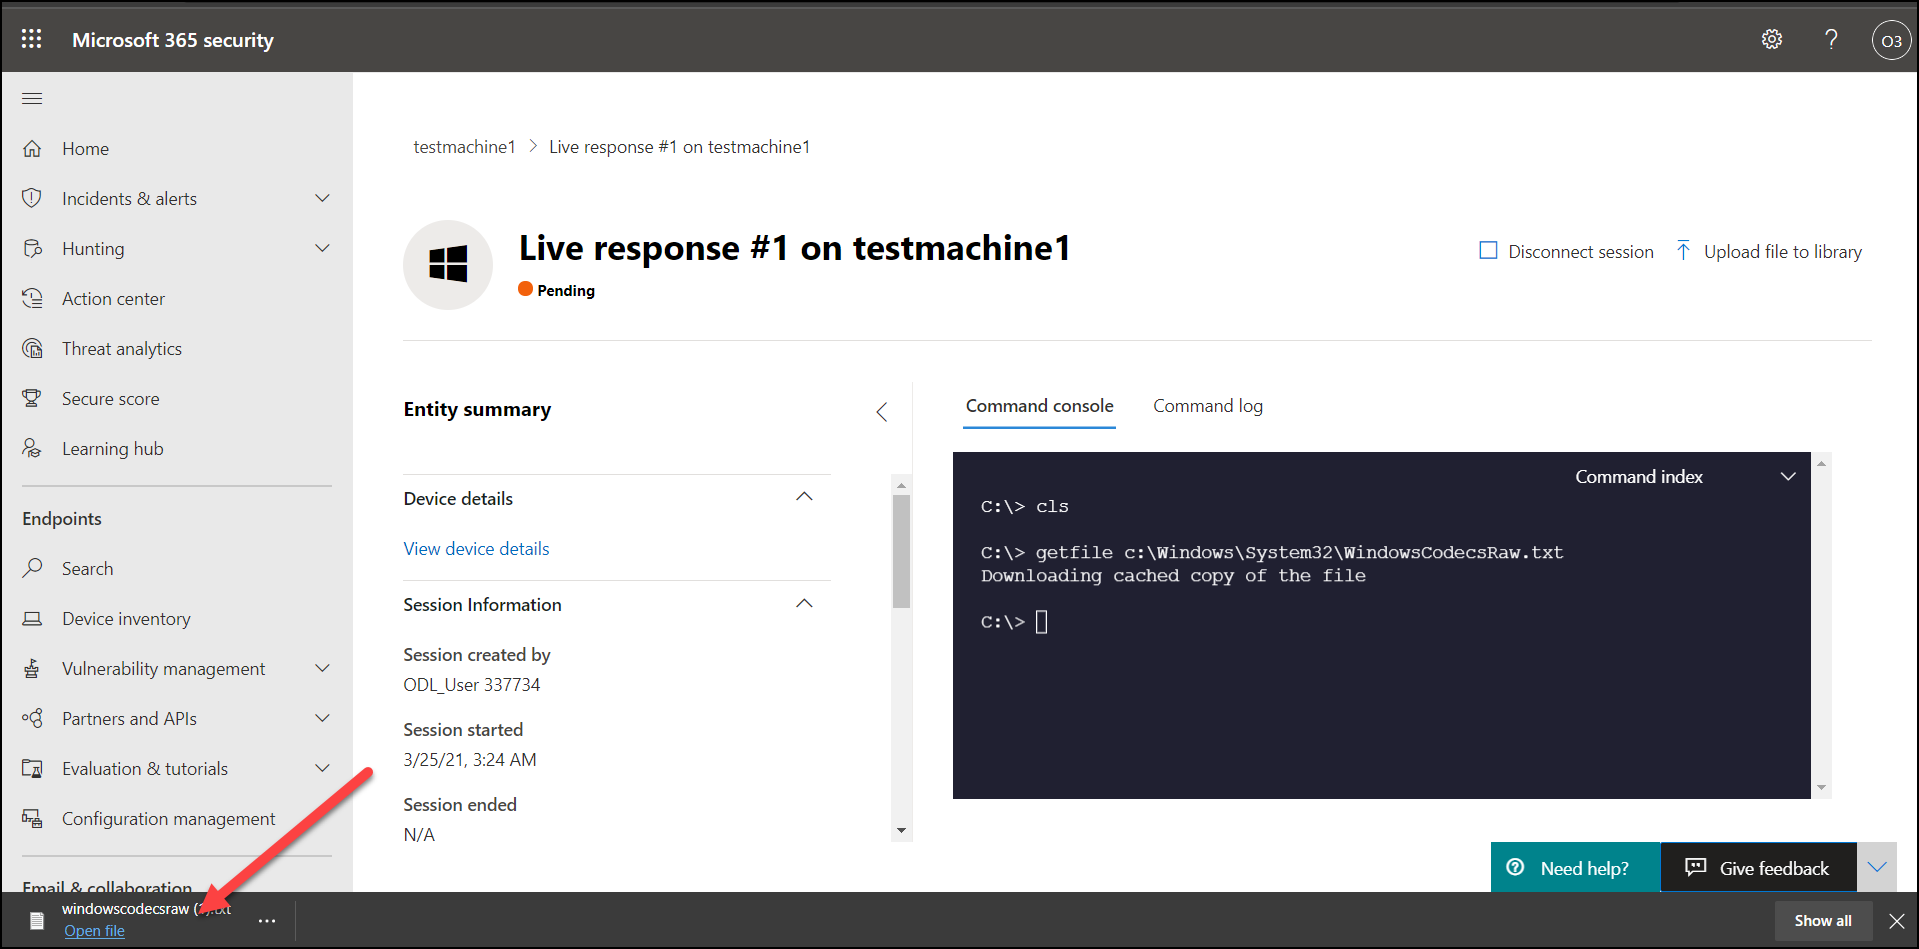 Microsoft 365 security
?
O3
Home
Incidents & alerts
Hunting
Action center
Threat analytics
Secure score
Learning hub
Endpoints
Search
Device inventory
Vulnerability management
Partners and APIs
Evaluation & tutorials
Configuration management
Email & collaboration
testmachine1 > Live response #1 on testmachine1
Live response #1 on testmachine1
Pending
Disconnect session
Upload file to library
Entity summary
Device details
View device details
Session Information
Session created by
ODL_User 337734
Session started
3/25/21, 3:24 AM
Session ended
N/A
Command console
Command log
Command index
C:\> cls
C:\> getfile c:\Windows\System32\WindowsCodecsRaw.txt
Downloading cached copy of the file
C:\>
Need help?
Give feedback
windowscodecsraw
Open file
...
Show all